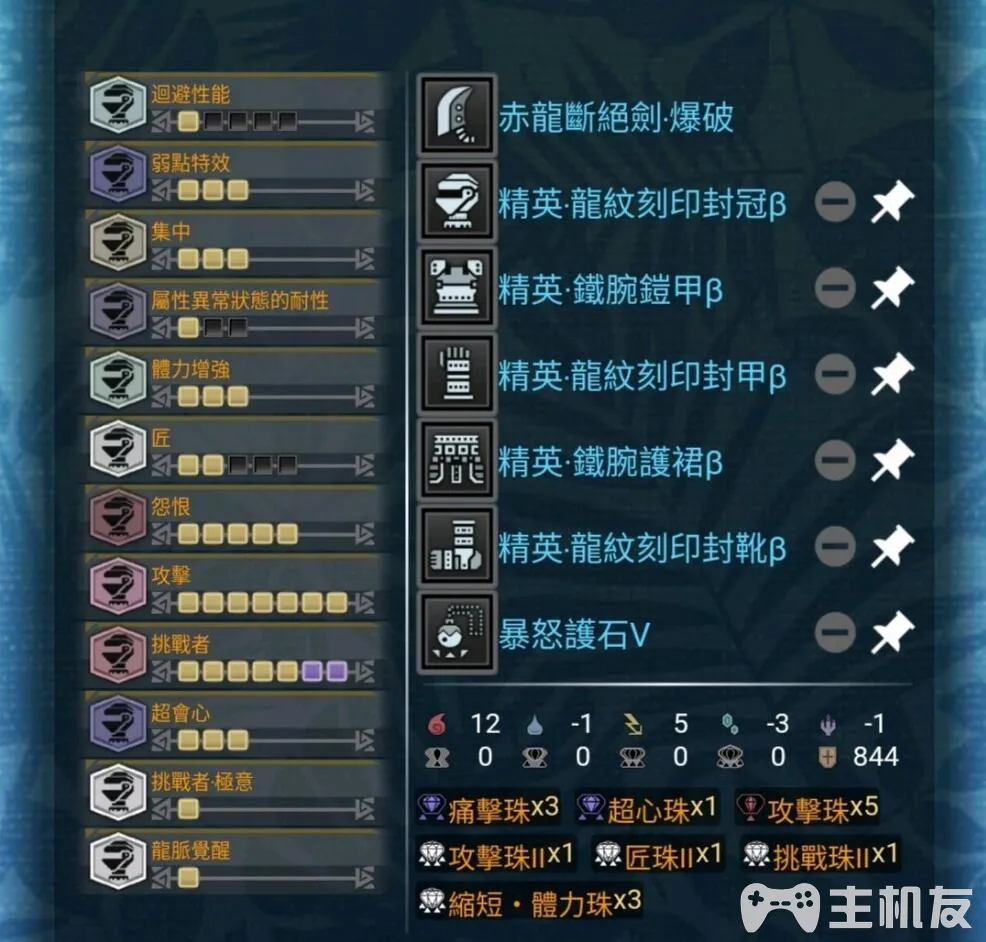 迴避性能
弱點特效
集中
屬性異常狀態的耐性
體力增強
匠
怨恨
攻擊
挑戰者
超會心
挑戰者·極意
龍脈覺醒
赤龍斷絕劍·爆破
精英·龍紋刻印封冠β
精英·鐵腕鎧甲β
精英·龍紋刻印封甲β
精英·鐵腕護裙β
精英·龍紋刻印封靴β
暴怒護石V
12 -1 5 -3 -1
0 0 0 0 844
痛擊珠x3 超心珠x1 攻擊珠x5
攻擊珠IIx1 匠珠IIx1 挑戰珠IIx1
縮短・體力珠x3
主机友